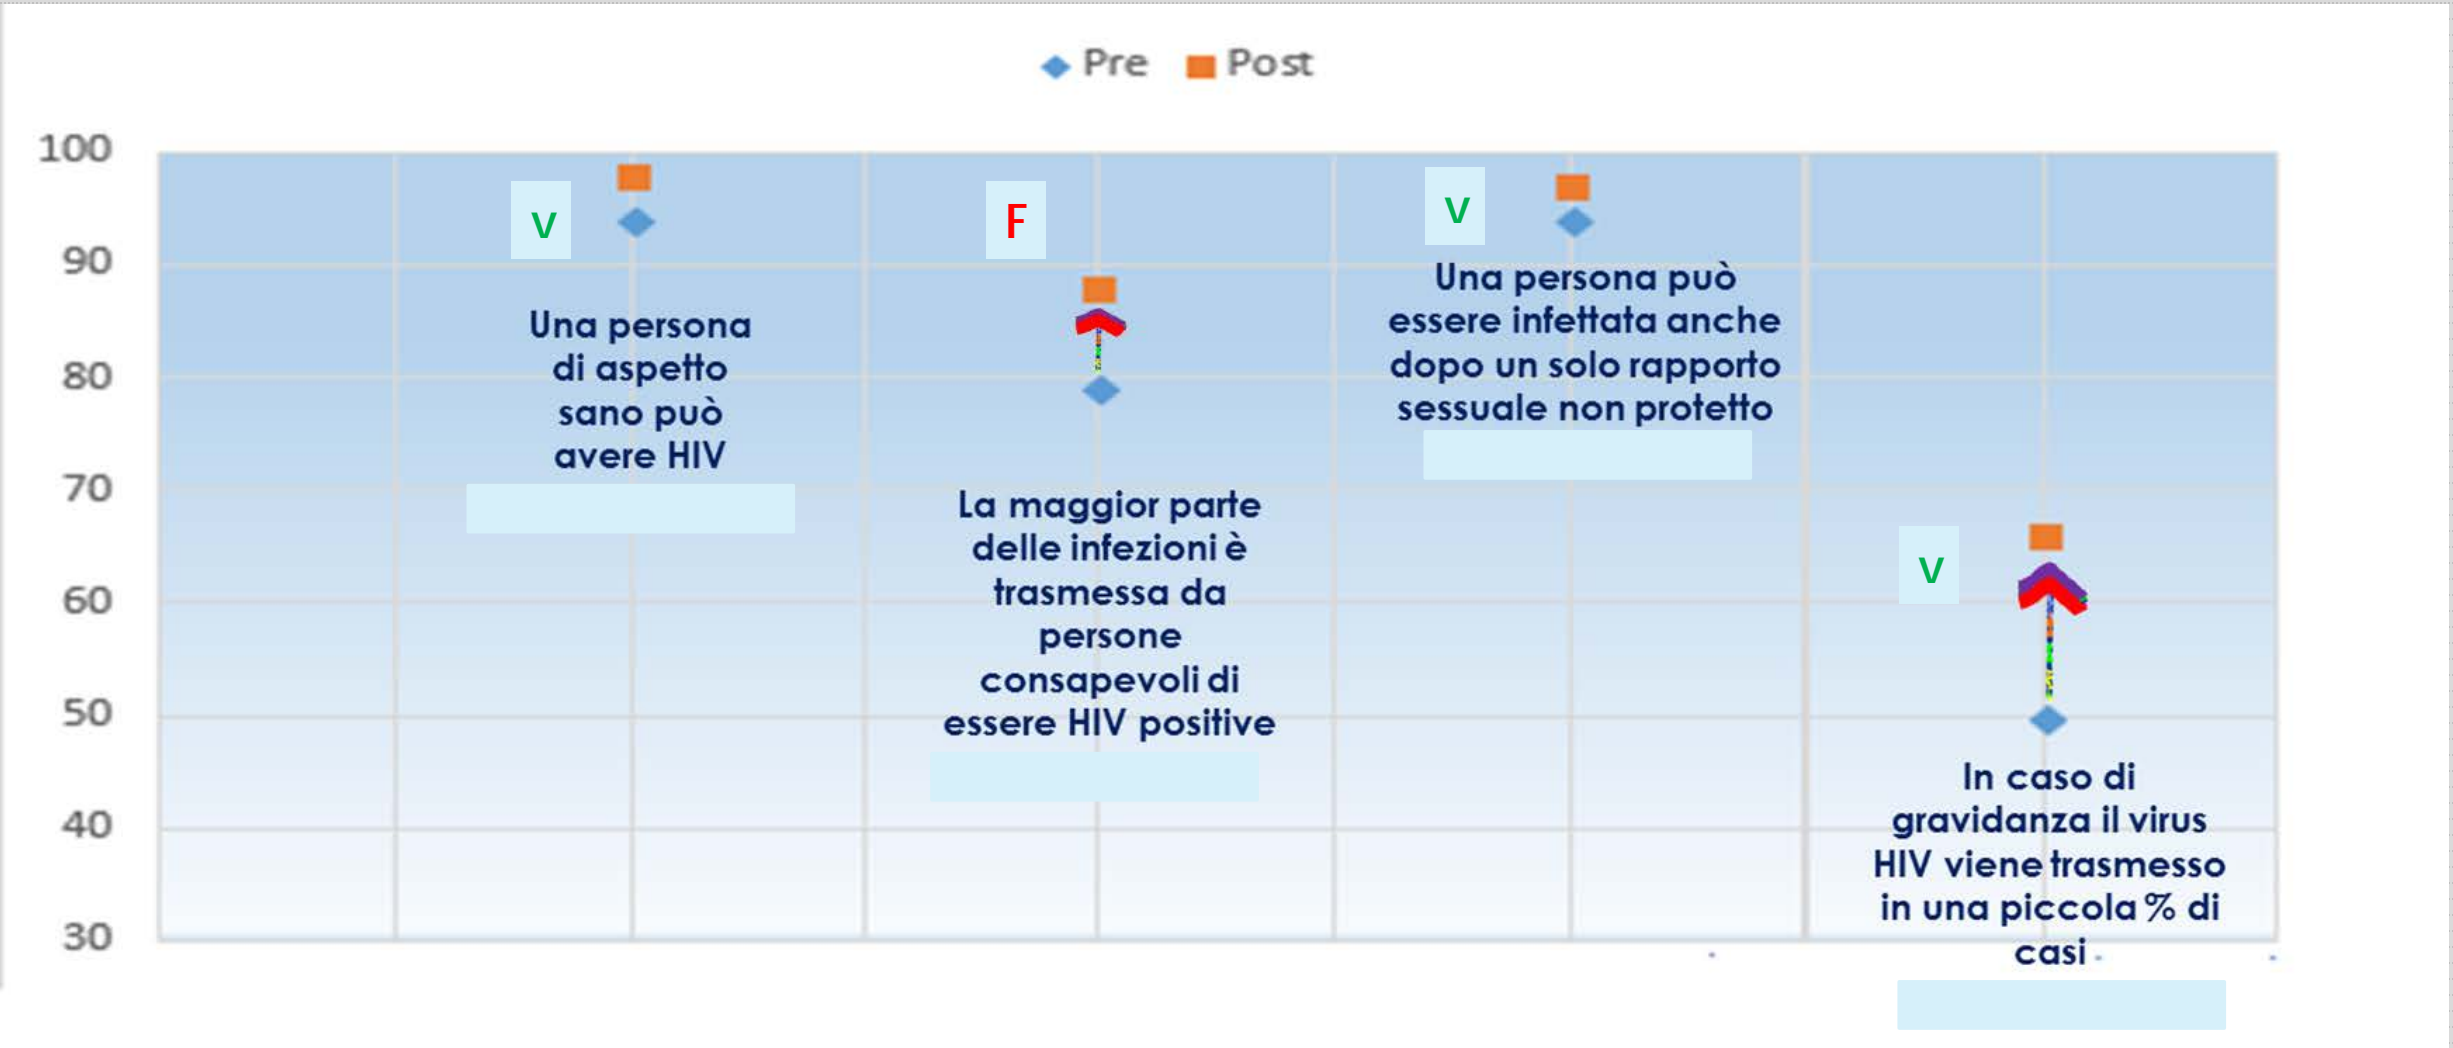 Pre Post
100
90
80
70
60
50
40
30
V
Una persona
di aspetto
sano può
avere HIV
F
La maggior parte
delle infezioni è
trasmessa da
persone
consapevoli di
essere HIV positive
V
Una persona può
essere infettata anche
dopo un solo rapporto
sessuale non protetto
V
In caso di
gravidanza il virus
HIV viene trasmesso
in una piccola % di
casi